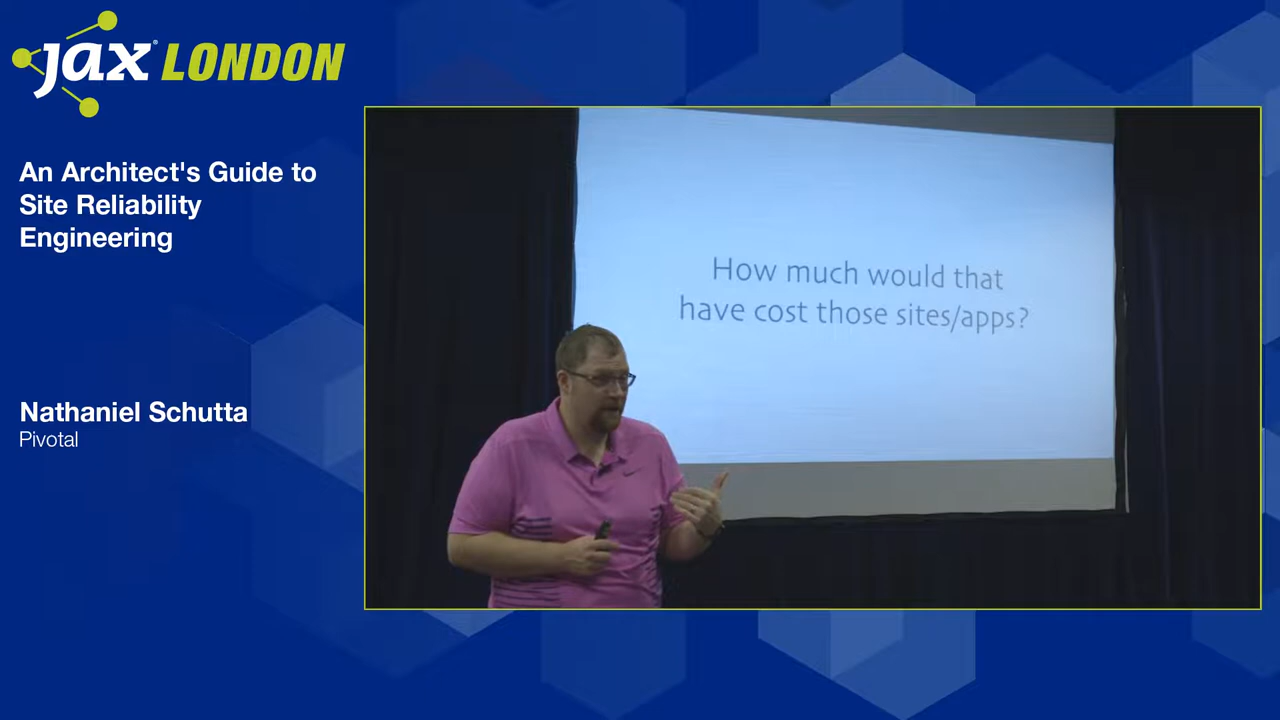 jax® LONDON
An Architect's Guide to
Site Reliability
Engineering
Nathaniel Schutta
Pivotal
How much would that
have cost those sites/apps?